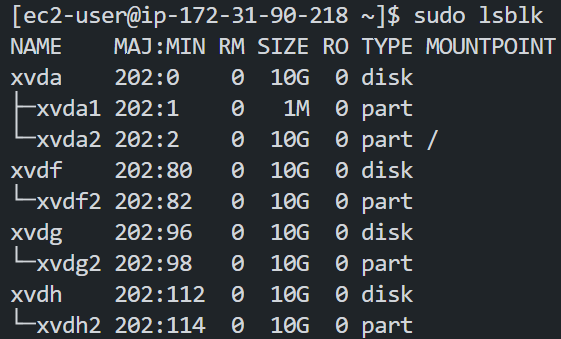 [ec2-user@ip-172-31-90-218 ~]$ sudo lsblk
NAME    MAJ:MIN RM SIZE RO TYPE MOUNTPOINT
xvda    202:0    0  10G  0 disk
├─xvda1 202:1    0   1M  0 part
└─xvda2 202:2    0  10G  0 part /
xvdf    202:80   0  10G  0 disk
└─xvdf2 202:82   0  10G  0 part
xvdg    202:96   0  10G  0 disk
└─xvdg2 202:98   0  10G  0 part
xvdh    202:112  0  10G  0 disk
└─xvdh2 202:114  0  10G  0 part